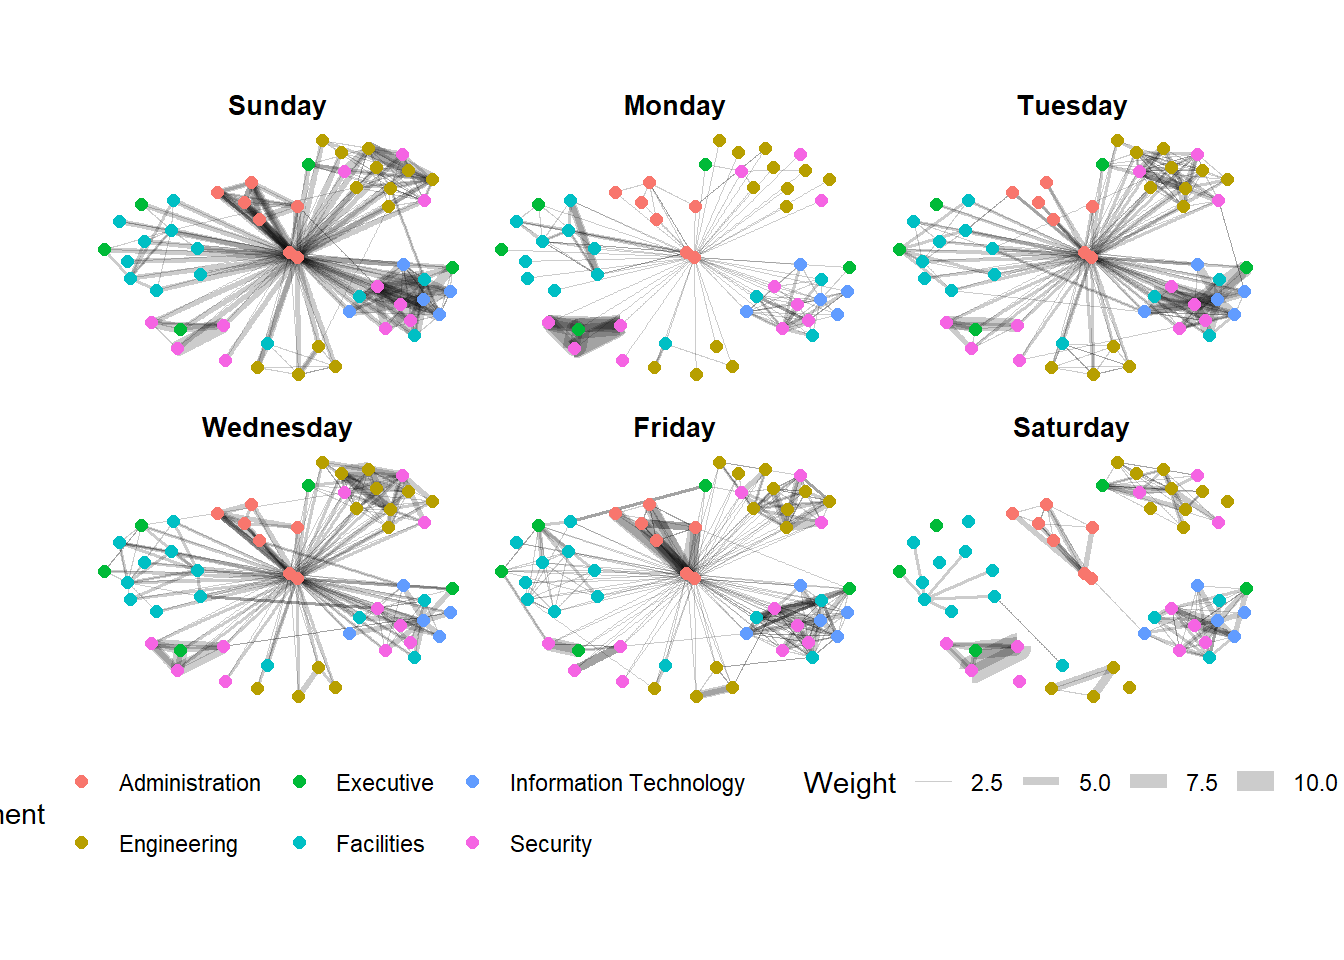 Sunday Monday Tuesday
Wednesday Friday Saturday
Administration Executive Information Technology Weight 2.5 5.0 7.5 10.0
Engineering Facilities Security